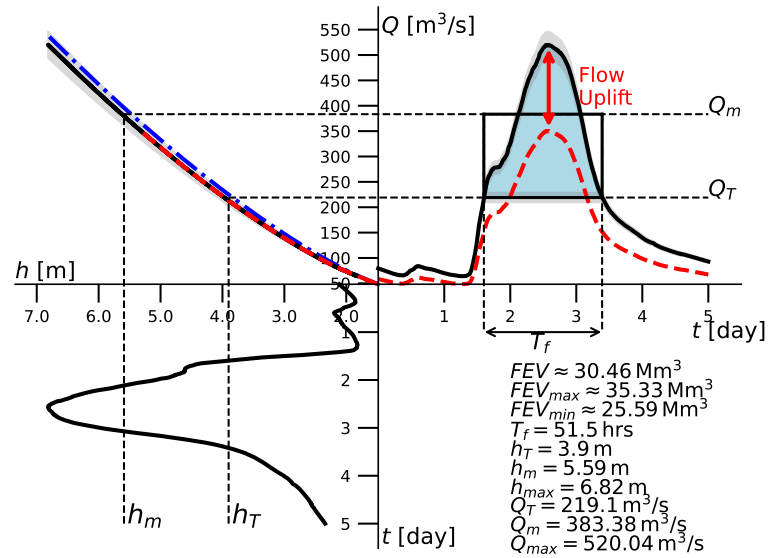 Q [m³/s]
550
500
450
400
350
300
250
200
150
100
50
Flow
Uplift
Q_m
Q_T
h [m]
7.0 6.0 5.0 4.0 3.0 2.0
1 2 3 4 5
t [day]
T_f
1
2
3
4
5
h_m
h_T
t [day]
FEV ≈ 30.46 Mm³
FEV_max ≈ 35.33 Mm³
FEV_min ≈ 25.59 Mm³
T_f = 51.5 hrs
h_T = 3.9 m
h_m = 5.59 m
h_max = 6.82 m
Q_T = 219.1 m³/s
Q_m = 383.38 m³/s
Q_max = 520.04 m³/s